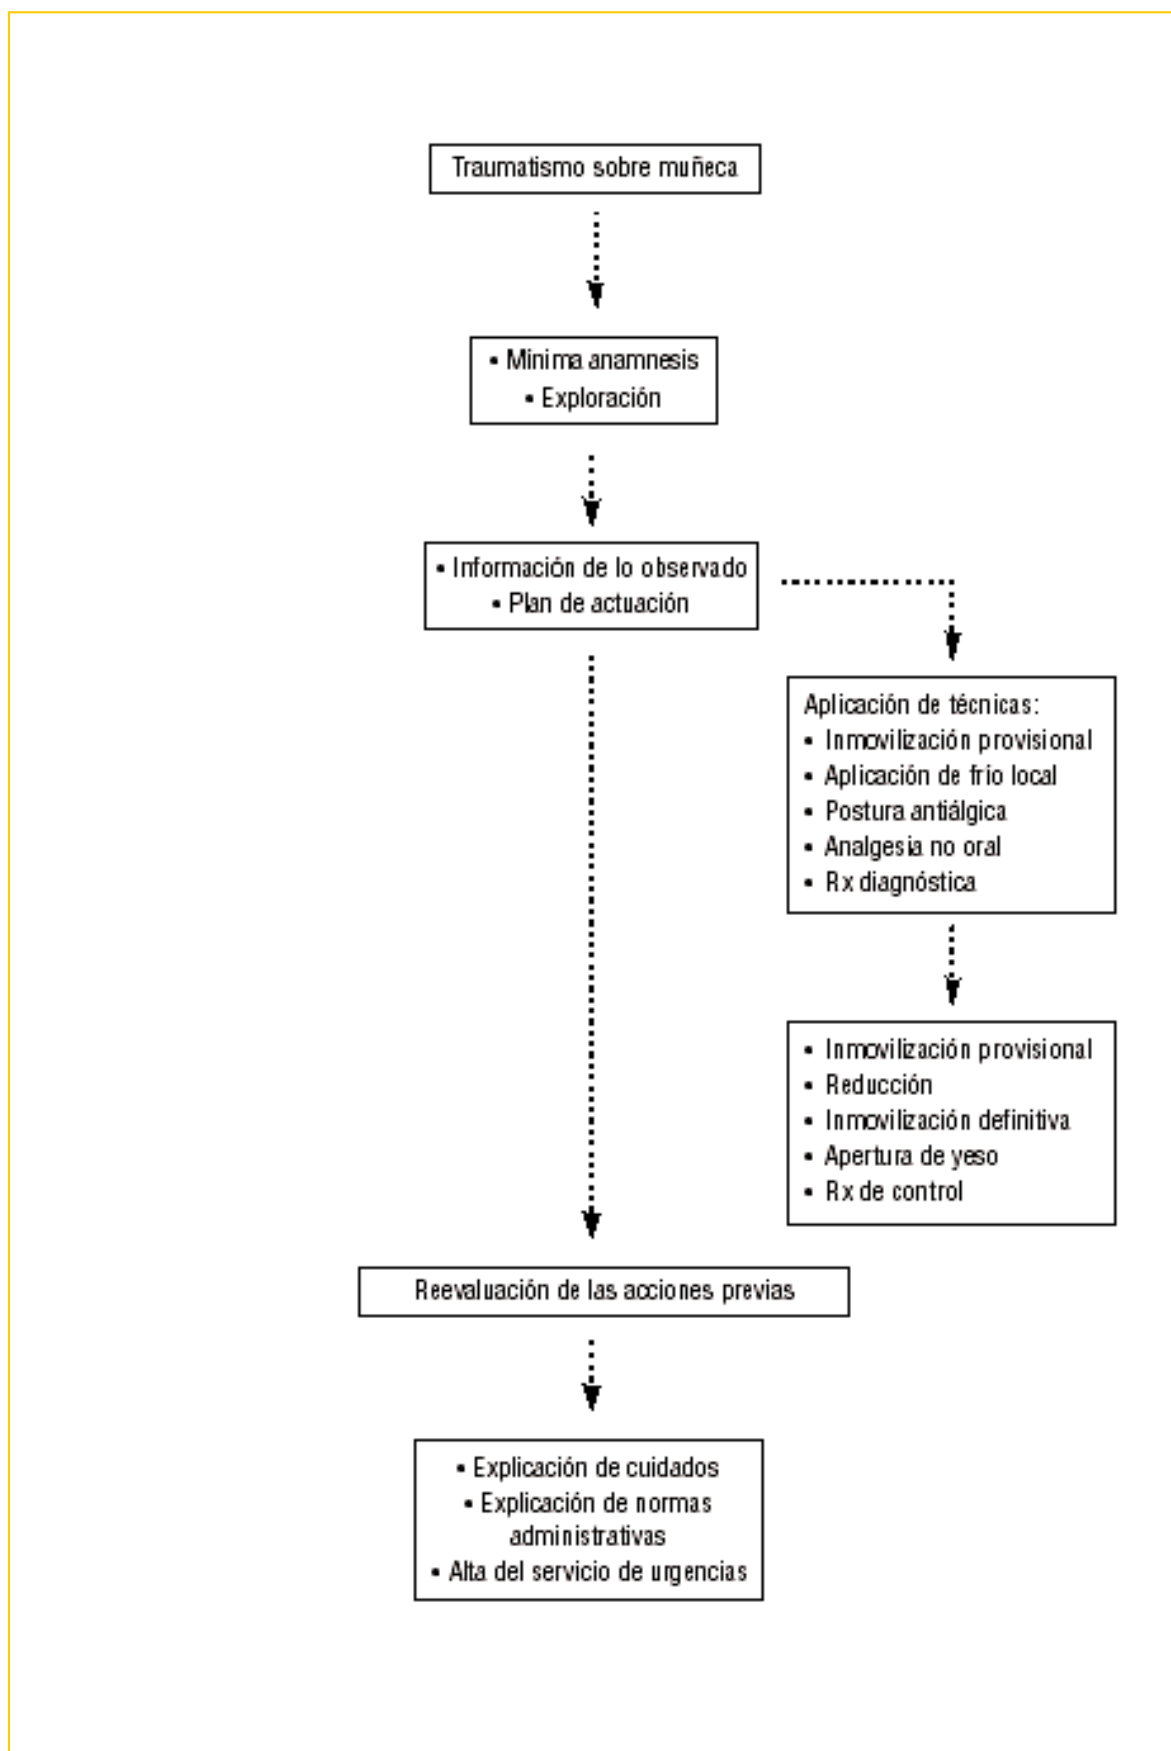 Traumatismo sobre muñeca
▪ Mínima anamnesis
▪ Exploración
▪ Información de lo observado
▪ Plan de actuación
Aplicación de técnicas:
▪ Inmovilización provisional
▪ Aplicación de frío local
▪ Postura antiálgica
▪ Analgesia no oral
▪ Rx diagnóstica
▪ Inmovilización provisional
▪ Reducción
▪ Inmovilización definitiva
▪ Apertura de yeso
▪ Rx de control
Reevaluación de las acciones previas
▪ Explicación de cuidados
▪ Explicación de normas
administrativas
▪ Alta del servicio de urgencias